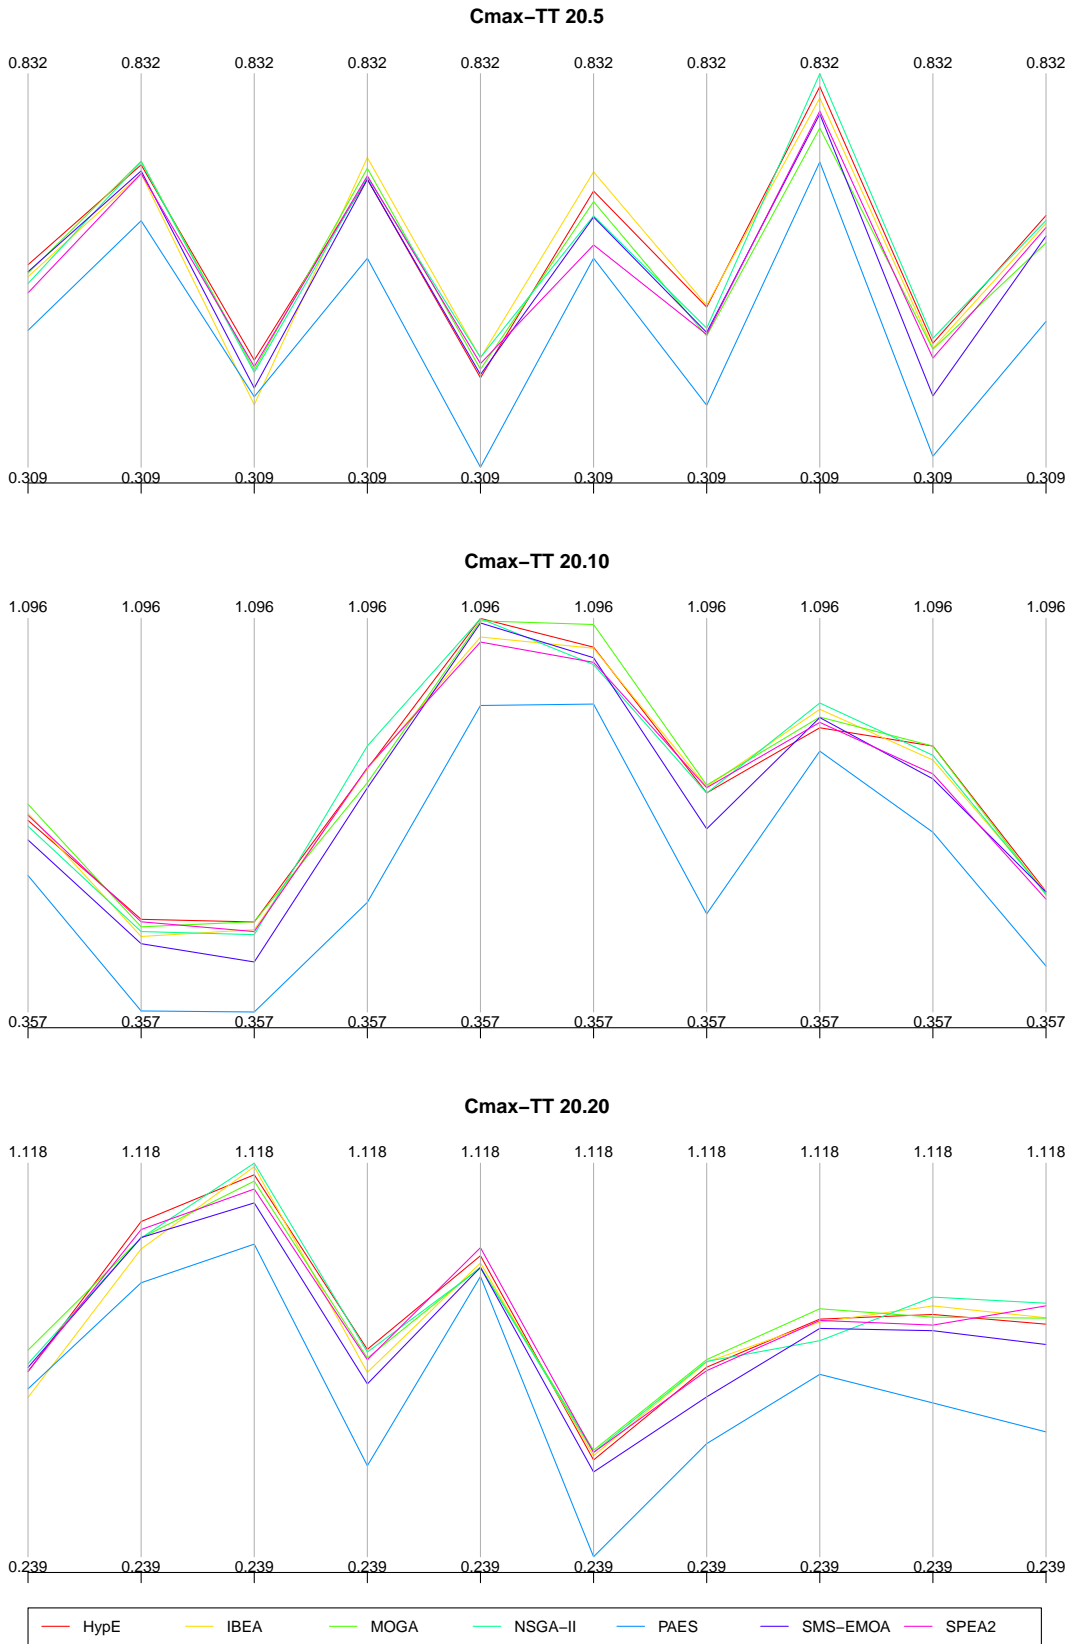 Cmax−TT 20.5
0.832 0.832 0.832 0.832 0.832 0.832 0.832 0.832 0.832 0.832
0.309 0.309 0.309 0.309 0.309 0.309 0.309 0.309 0.309 0.309
Cmax−TT 20.10
1.096 1.096 1.096 1.096 1.096 1.096 1.096 1.096 1.096 1.096
0.357 0.357 0.357 0.357 0.357 0.357 0.357 0.357 0.357 0.357
Cmax−TT 20.20
1.118 1.118 1.118 1.118 1.118 1.118 1.118 1.118 1.118 1.118
0.239 0.239 0.239 0.239 0.239 0.239 0.239 0.239 0.239 0.239
HypE IBEA MOGA NSGA−II PAES SMS−EMOA SPEA2